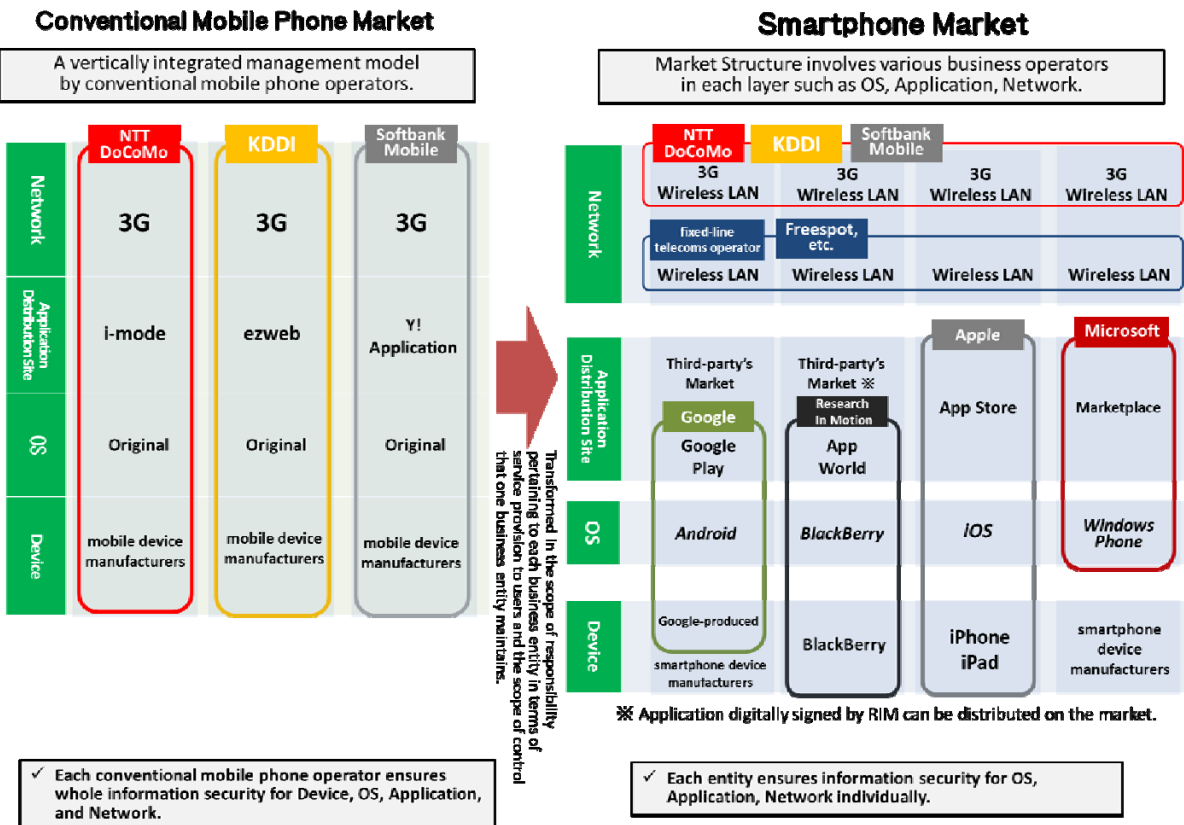 Conventional Mobile Phone Market
A vertically integrated management model
by conventional mobile phone operators.
NTT
DoCoMo
KDDI
Softbank
Mobile
Network
3G
3G
3G
Application
Distribution Site
i-mode
ezweb
Y!
Application
OS
Original
Original
Original
Device
mobile device
manufacturers
mobile device
manufacturers
mobile device
manufacturers
✓ Each conventional mobile phone operator ensures
whole information security for Device, OS, Application,
and Network.
Transformed in the scope of responsibility
pertaining to each business entity in terms of
service provision to users and the scope of control
that one business entity maintains.
Smartphone Market
Market Structure involves various business operators
in each layer such as OS, Application, Network.
NTT
DoCoMo
KDDI
Softbank
Mobile
Network
3G
Wireless LAN
3G
Wireless LAN
3G
Wireless LAN
3G
Wireless LAN
fixed-line
telecoms operator
Freespot,
etc.
Wireless LAN
Wireless LAN
Wireless LAN
Wireless LAN
Application
Distribution Site
Third-party's
Market
Google
Google
Play
Third-party's
Market ※
Research
In Motion
App
World
Apple
App Store
Microsoft
Marketplace
OS
Android
BlackBerry
iOS
Windows
Phone
Device
Google-produced
smartphone device
manufacturers
BlackBerry
iPhone
iPad
smartphone
device
manufacturers
※ Application digitally signed by RIM can be distributed on the market.
✓ Each entity ensures information security for OS,
Application, Network individually.